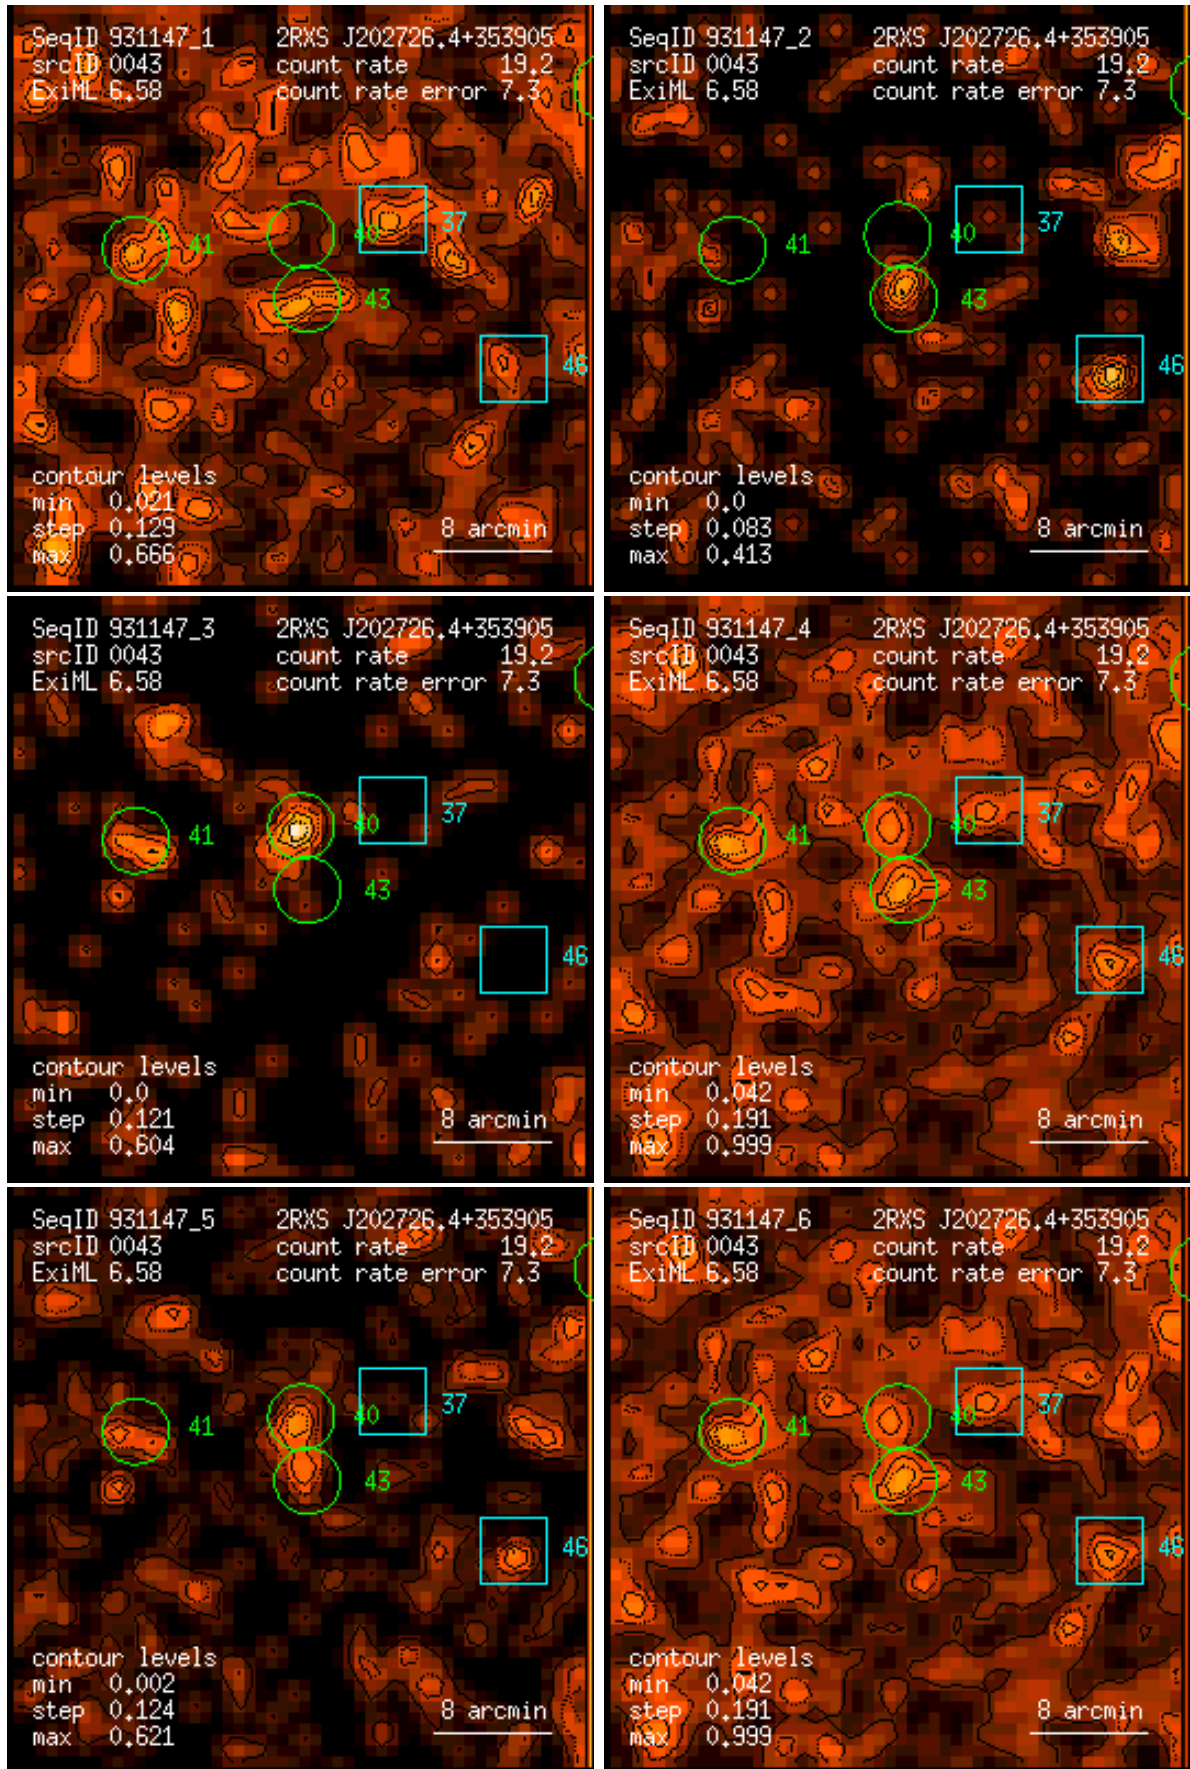 SeqID 931147_1 2RXS J202726.4+353905
srcID 0043 count rate 19.2
ExiML 6.58 count rate error 7.3
37
41
40
43
46
contour levels
min 0.021
step 0.129 8 arcmin
max 0.666
SeqID 931147_2 2RXS J202726.4+353905
srcID 0043 count rate 19.2
ExiML 6.58 count rate error 7.3
37
41
40
43
46
contour levels
min 0.0
step 0.083 8 arcmin
max 0.413
SeqID 931147_3 2RXS J202726.4+353905
srcID 0043 count rate 19.2
ExiML 6.58 count rate error 7.3
37
41
40
43
46
contour levels
min 0.0
step 0.121 8 arcmin
max 0.604
SeqID 931147_4 2RXS J202726.4+353905
srcID 0043 count rate 19.2
ExiML 6.58 count rate error 7.3
37
41
40
43
46
contour levels
min 0.042
step 0.191 8 arcmin
max 0.999
SeqID 931147_5 2RXS J202726.4+353905
srcID 0043 count rate 19.2
ExiML 6.58 count rate error 7.3
37
41
40
43
46
contour levels
min 0.002
step 0.124 8 arcmin
max 0.621
SeqID 931147_6 2RXS J202726.4+353905
srcID 0043 count rate 19.2
ExiML 6.58 count rate error 7.3
37
41
40
43
46
contour levels
min 0.042
step 0.191 8 arcmin
max 0.999